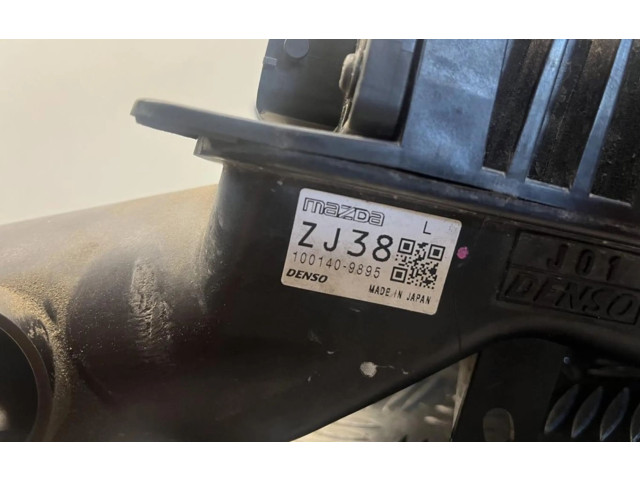 mazda L
ZJ38
100140-9895
DENSO MADE IN JAPAN
J01
DENSO